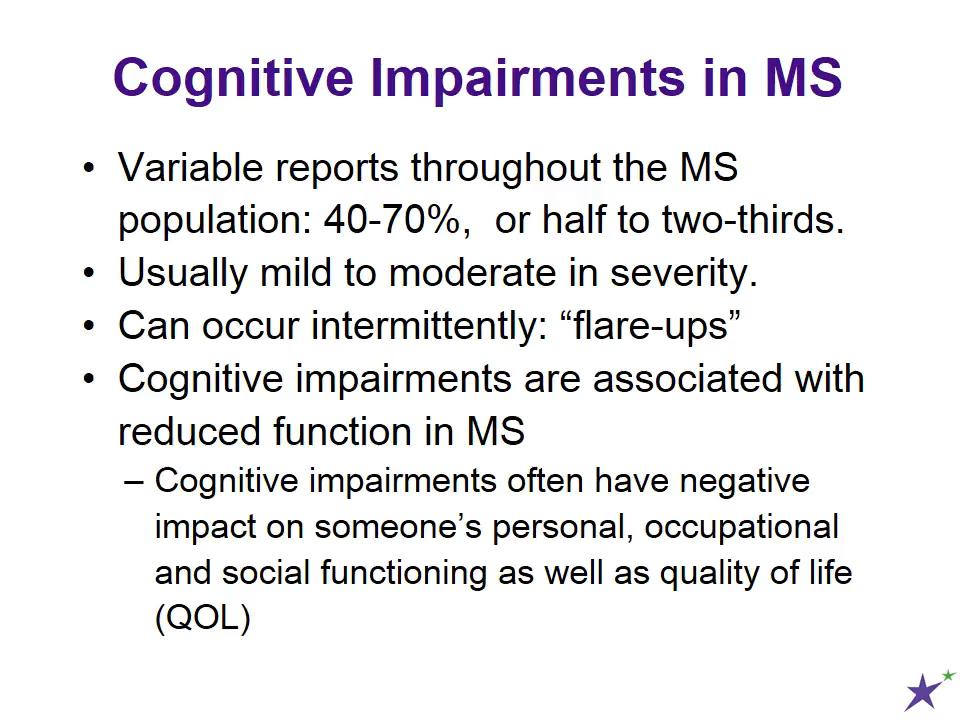 Cognitive Impairments in MS
• Variable reports throughout the MS
population: 40-70%,  or half to two-thirds.
• Usually mild to moderate in severity.
• Can occur intermittently: “flare-ups”
• Cognitive impairments are associated with
reduced function in MS
– Cognitive impairments often have negative
impact on someone’s personal, occupational
and social functioning as well as quality of life
(QOL)